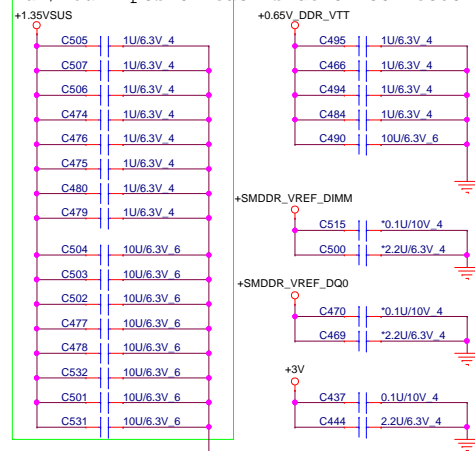 +1.35VSUS
C505 1U/6.3V_4
C507 1U/6.3V_4
C506 1U/6.3V_4
C474 1U/6.3V_4
C476 1U/6.3V_4
C475 1U/6.3V_4
C480 1U/6.3V_4
C479 1U/6.3V_4
C504 10U/6.3V_6
C503 10U/6.3V_6
C502 10U/6.3V_6
C477 10U/6.3V_6
C478 10U/6.3V_6
C532 10U/6.3V_6
C501 10U/6.3V_6
C531 10U/6.3V_6
+0.65V_DDR_VTT
C495 1U/6.3V_4
C466 1U/6.3V_4
C494 1U/6.3V_4
C484 1U/6.3V_4
C490 10U/6.3V_6
+SMDDR_VREF_DIMM
C515 *0.1U/10V_4
C500 *2.2U/6.3V_4
+SMDDR_VREF_DQ0
C470 *0.1U/10V_4
C469 *2.2U/6.3V_4
+3V
C437 0.1U/10V_4
C444 2.2U/6.3V_4